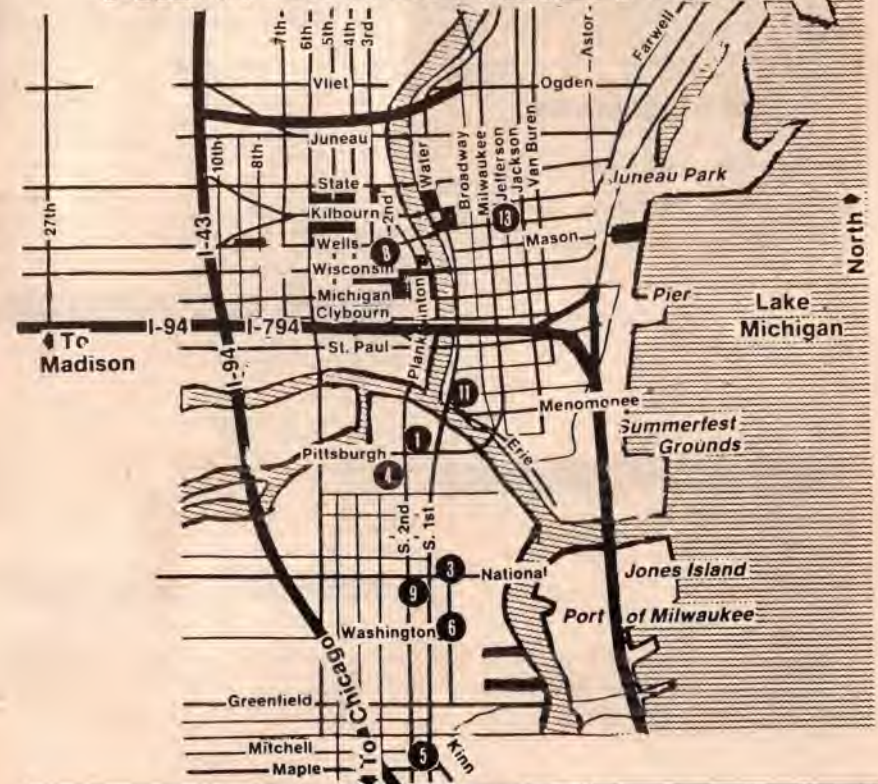 7th
6th
5th
4th
3rd
Astor
Farwell
Vliet
Ogden
Juneau
10th
8th
Water
Broadway
Milwaukee
Jefferson
Jackson
Van Buren
State
Juneau Park
27th
I-43
Kilbourn
2nd
13
Wells
8
Mason
North
Wisconsin
Michigan
Plankinton
Pier
Lake
Michigan
Clybourn
I-94
I-794
To
Madison
St. Paul
I-94
11
Menomonee
Summerfest
Grounds
1
Erie
Pittsburgh
4
S. 2nd
S. 1st
3
National
Jones Island
9
Port of Milwaukee
Washington
6
To Chicago
Greenfield
Mitchell
5
Kinn
Maple